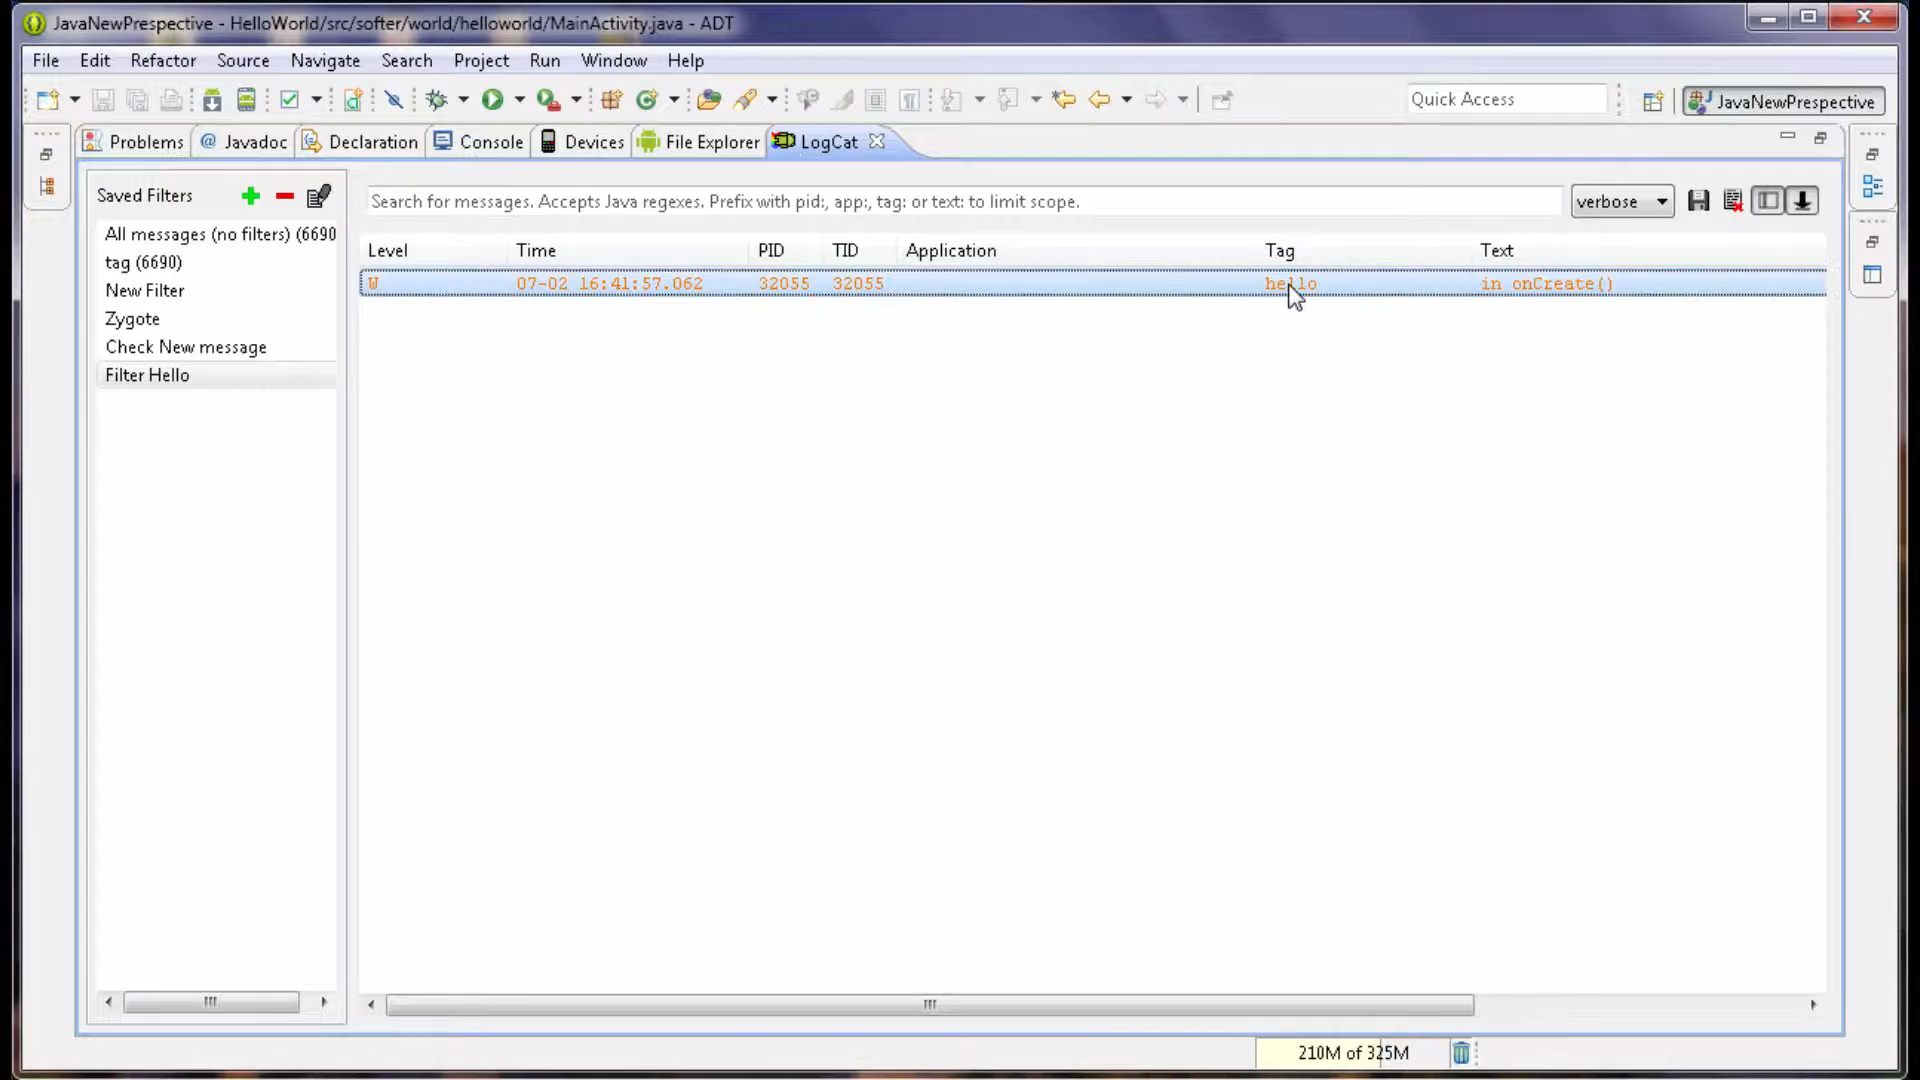 JavaNewPrespective - HelloWorld/src/softer/world/helloworld/MainActivity.java - ADT
File Edit Refactor Source Navigate Search Project Run Window Help
Quick Access JavaNewPrespective
Problems Javadoc Declaration Console Devices File Explorer LogCat
Saved Filters
All messages (no filters) (6690
tag (6690)
New Filter
Zygote
Check New message
Filter Hello
Search for messages. Accepts Java regexes. Prefix with pid:, app:, tag: or text: to limit scope. verbose
Level Time PID TID Application Tag Text
W 07-02 16:41:57.062 32055 32055 hello in onCreate()
210M of 325M